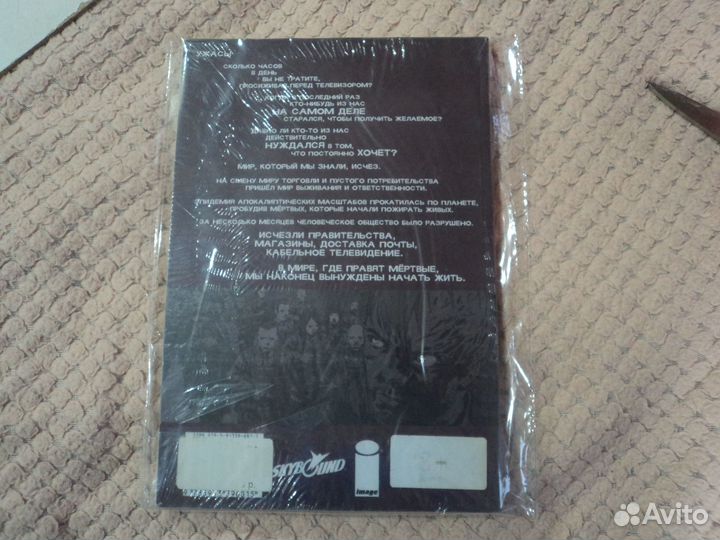 УЖАСЫ
СКОЛЬКО ЧАСОВ
В ДЕНЬ
ВЫ НЕ ТРАТИТЕ,
ПРОСИЖИВАЯ ПЕРЕД ТЕЛЕВИЗОРОМ?
КОГДА В ПОСЛЕДНИЙ РАЗ
КТО-НИБУДЬ ИЗ НАС
НА САМОМ ДЕЛЕ
СТАРАЛСЯ, ЧТОБЫ ПОЛУЧИТЬ ЖЕЛАЕМОЕ?
ДАВНО ЛИ КТО-ТО ИЗ НАС
ДЕЙСТВИТЕЛЬНО
НУЖДАЛСЯ В ТОМ,
ЧТО ПОСТОЯННО ХОЧЕТ?
МИР, КОТОРЫЙ МЫ ЗНАЛИ, ИСЧЕЗ.
НА СМЕНУ МИРУ ТОРГОВЛИ И ПУСТОГО ПОТРЕБИТЕЛЬСТВА
ПРИШЁЛ МИР ВЫЖИВАНИЯ И ОТВЕТСТВЕННОСТИ.
ЭПИДЕМИЯ АПОКАЛИПТИЧЕСКИХ МАСШТАБОВ ПРОКАТИЛАСЬ ПО ПЛАНЕТЕ,
ПРОБУДИВ МЁРТВЫХ, КОТОРЫЕ НАЧАЛИ ПОЖИРАТЬ ЖИВЫХ.
ЗА НЕСКОЛЬКО МЕСЯЦЕВ ЧЕЛОВЕЧЕСКОЕ ОБЩЕСТВО БЫЛО РАЗРУШЕНО.
ИСЧЕЗЛИ ПРАВИТЕЛЬСТВА,
МАГАЗИНЫ, ДОСТАВКА ПОЧТЫ,
КАБЕЛЬНОЕ ТЕЛЕВИДЕНИЕ.
В МИРЕ, ГДЕ ПРАВЯТ МЁРТВЫЕ,
МЫ НАКОНЕЦ ВЫНУЖДЕНЫ НАЧАТЬ ЖИТЬ.
SKYBOUND
image
р.
Avito